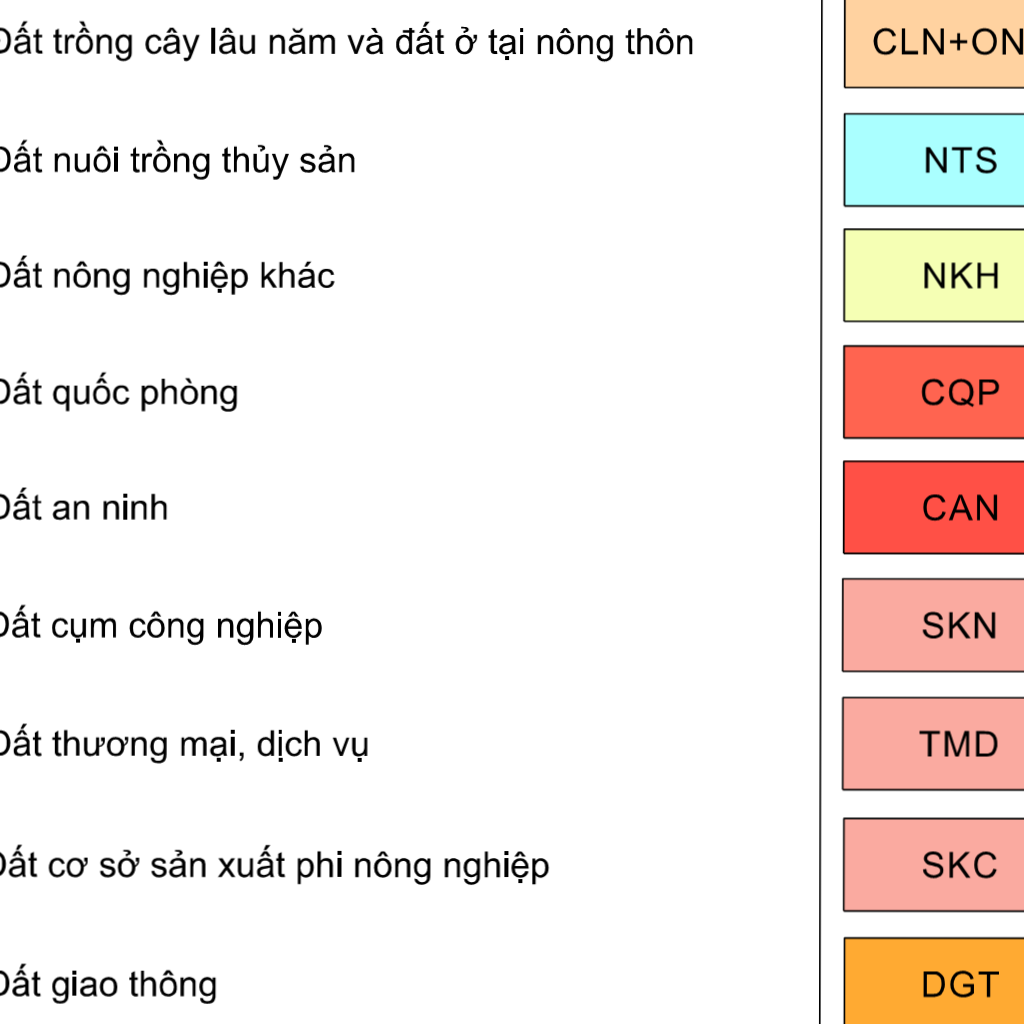 Đất trồng cây lâu năm và đất ở tại nông thôn CLN+ON
Đất nuôi trồng thủy sản NTS
Đất nông nghiệp khác NKH
Đất quốc phòng CQP
Đất an ninh CAN
Đất cụm công nghiệp SKN
Đất thương mại, dịch vụ TMD
Đất cơ sở sản xuất phi nông nghiệp SKC
Đất giao thông DGT